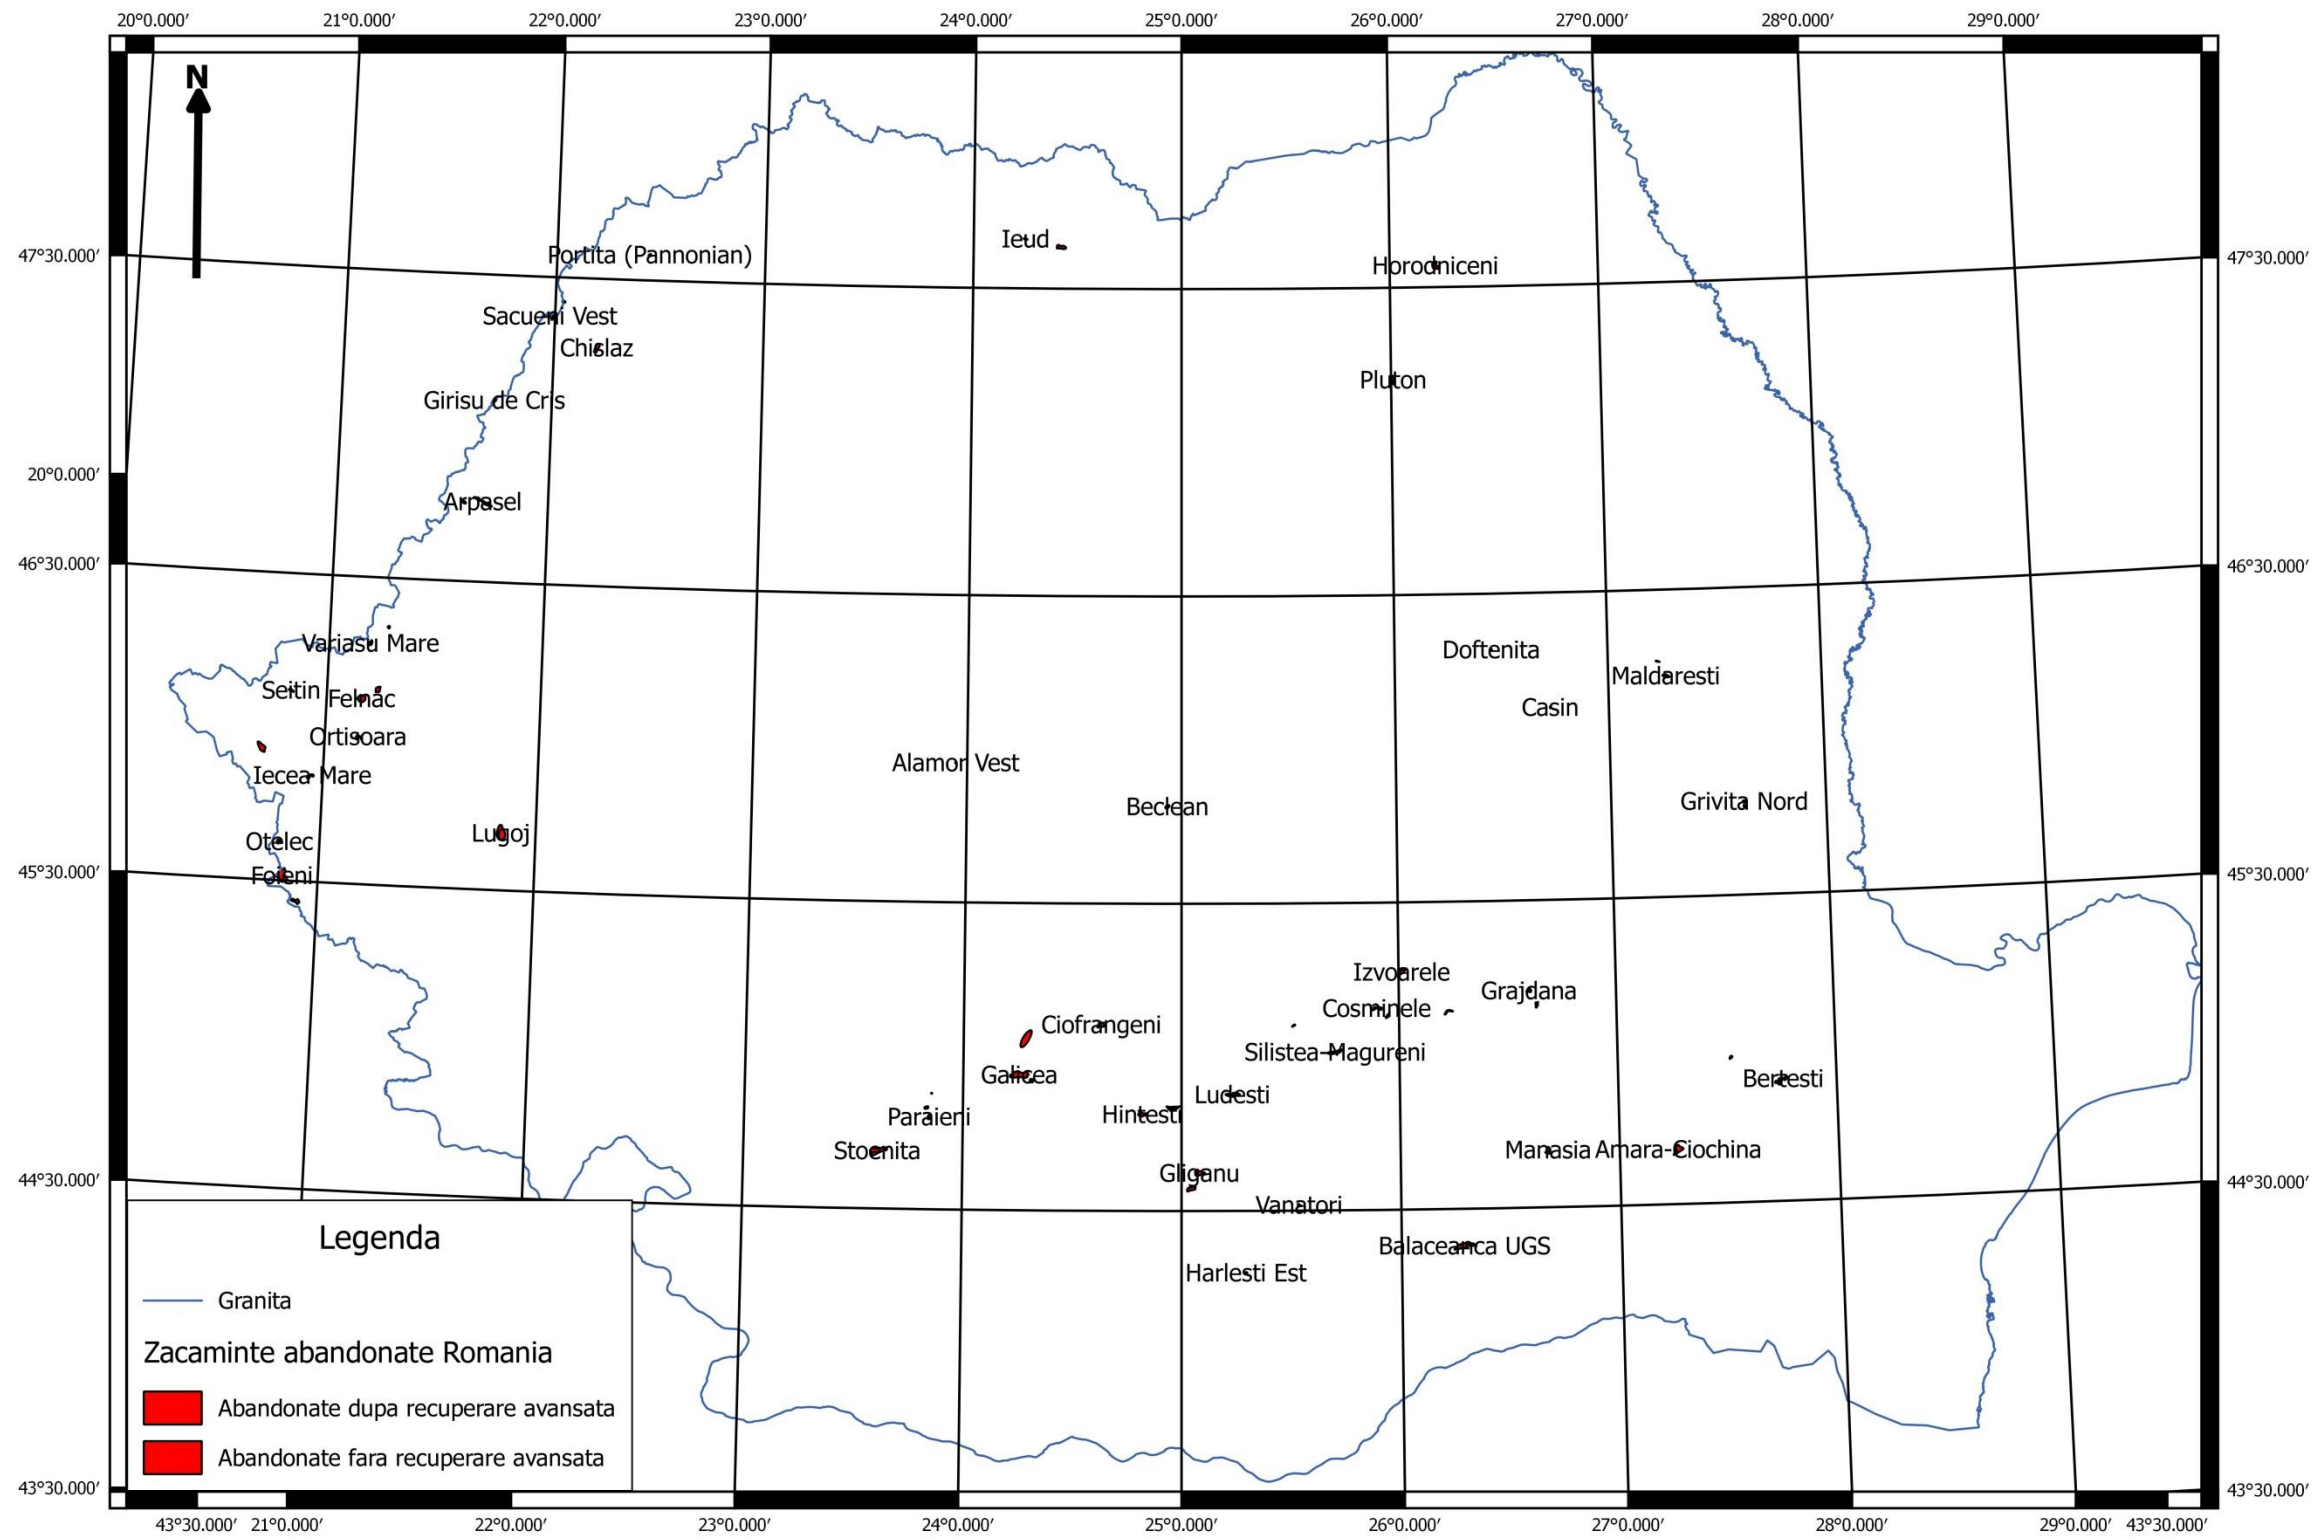 20°0.000′ 21°0.000′ 22°0.000′ 23°0.000′ 24°0.000′ 25°0.000′ 26°0.000′ 27°0.000′ 28°0.000′ 29°0.000′
N
Ieud
47°30.000′ Portita (Pannonian) Horodniceni 47°30.000′
Sacueni Vest
Chislaz
Pluton
Girisu de Cris
20°0.000′
Arpasel
46°30.000′ 46°30.000′
Variasu Mare Doftenita
Maldaresti
Seitin Felnac
Casin
Ortisoara
Alamor Vest
Iecea Mare
Beclean Grivita Nord
Lugoj
Otelec
45°30.000′ Foieni 45°30.000′
Izvoarele
Grajdana
Cosminele
Ciofrangeni
Silistea-Magureni
Galicea Bertesti
Ludesti
Paraieni Hintesti
Stoenita Manasia Amara-Ciochina
Gliganu
44°30.000′ 44°30.000′
Vanatori
Legenda Balaceanca UGS
Harlesti Est
Granita
Zacaminte abandonate Romania
Abandonate dupa recuperare avansata
Abandonate fara recuperare avansata
43°30.000′ 43°30.000′
43°30.000′ 21°0.000′ 22°0.000′ 23°0.000′ 24°0.000′ 25°0.000′ 26°0.000′ 27°0.000′ 28°0.000′ 29°0.000′ 43°30.000′